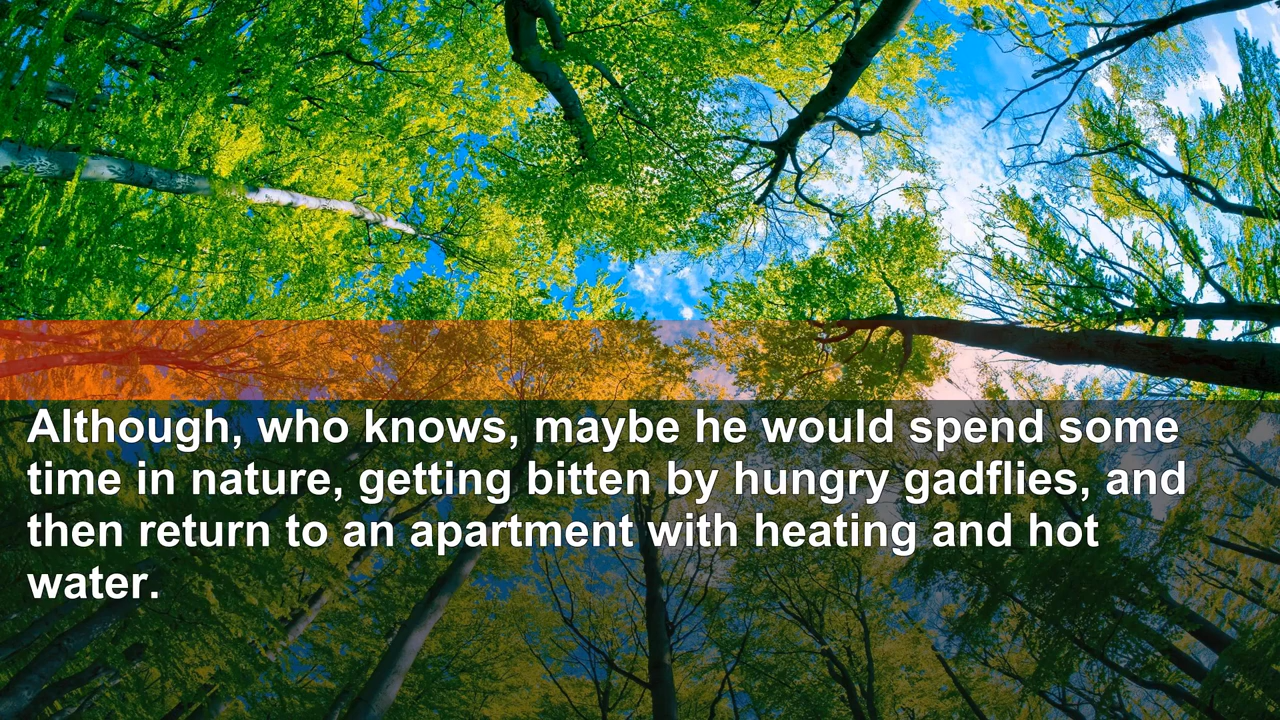 Although, who knows, maybe he would spend some
time in nature, getting bitten by hungry gadflies, and
then return to an apartment with heating and hot
water.